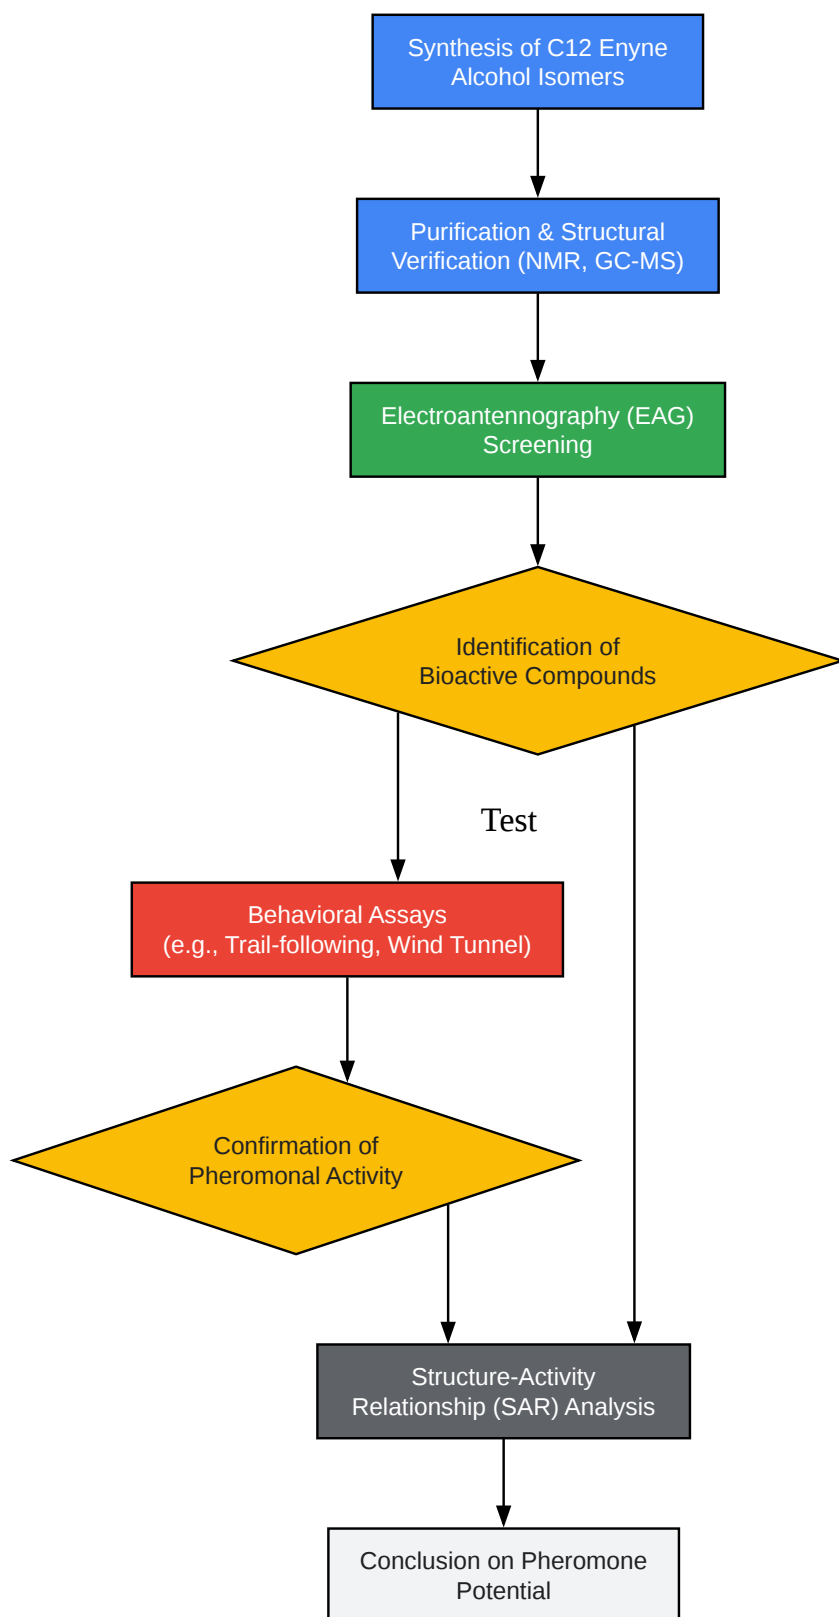 Synthesis of C12 Enyne
Alcohol Isomers
Purification & Structural
Verification (NMR, GC-MS)
Electroantennography (EAG)
Screening
Identification of
Bioactive Compounds
Test
Behavioral Assays
(e.g., Trail-following, Wind Tunnel)
Confirmation of
Pheromonal Activity
Structure-Activity
Relationship (SAR) Analysis
Conclusion on Pheromone
Potential